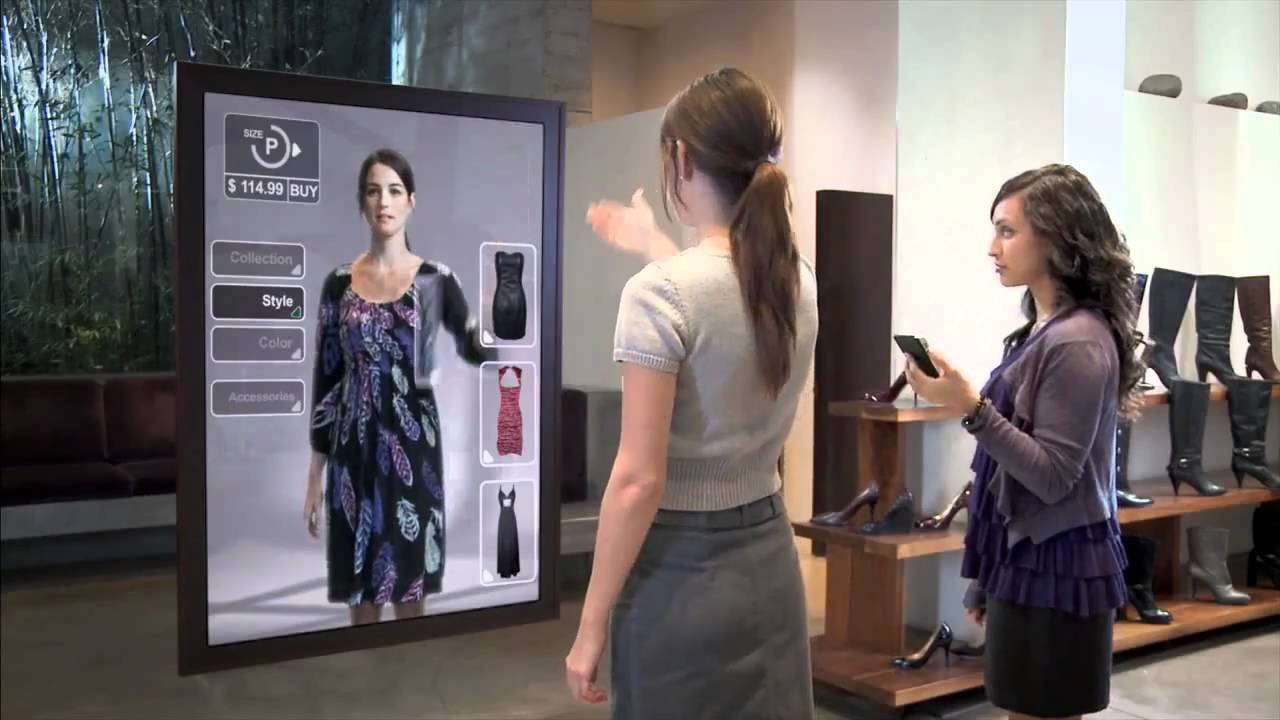 SIZE
P
$ 114.99 BUY
Collection
Style
Color
Accessories